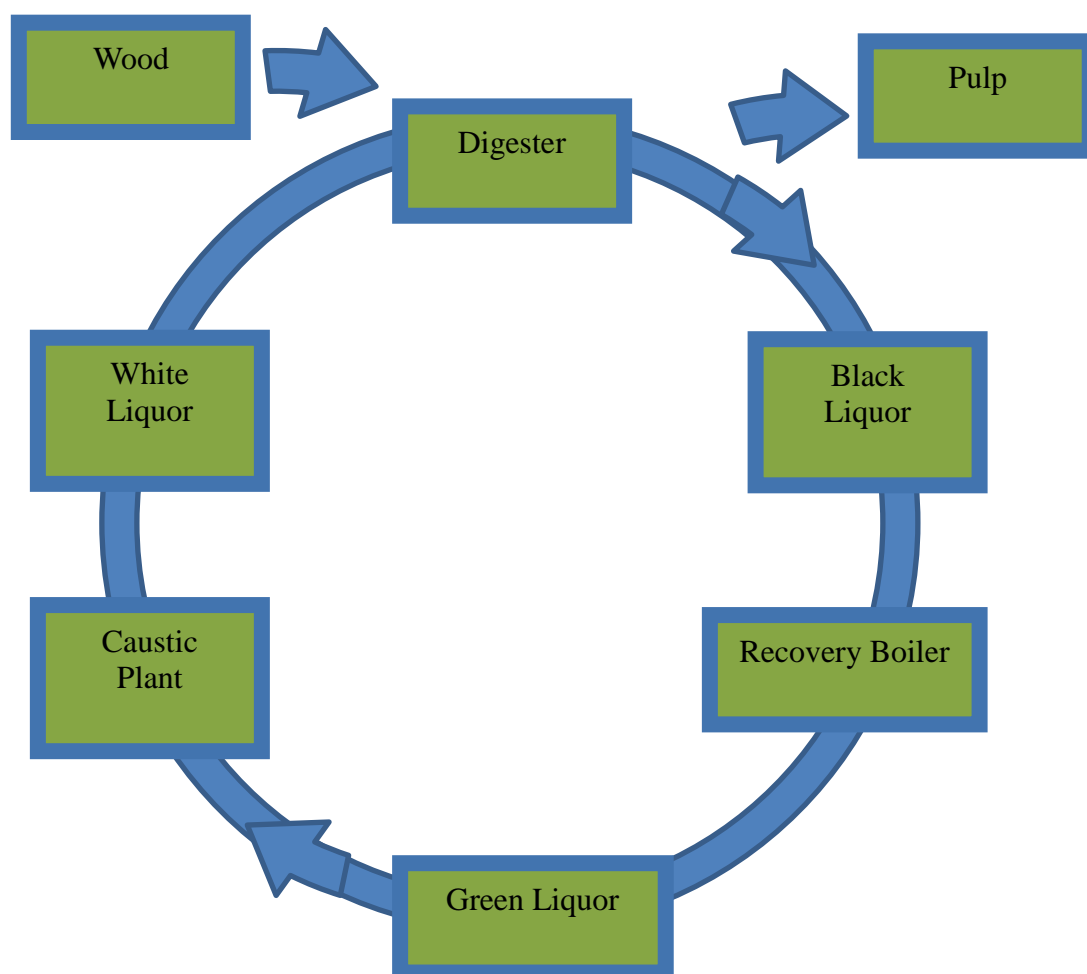 Wood
Pulp
Digester
White
Liquor
Black
Liquor
Caustic
Plant
Recovery Boiler
Green Liquor